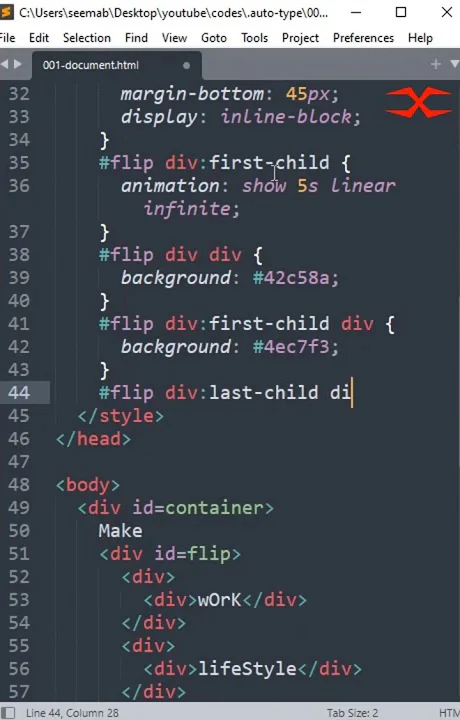 C:\Users\seemab\Desktop\youtube\codes\.auto-type\00...
File Edit Selection Find View Goto Tools Project Preferences Help
001-document.html
32 margin-bottom: 45px;
33 display: inline-block;
34 }
35 #flip div:first-child {
36 animation: show 5s linear
infinite;
37 }
38 #flip div div {
39 background: #42c58a;
40 }
41 #flip div:first-child div {
42 background: #4ec7f3;
43 }
44 #flip div:last-child di
45 </style>
46 </head>
47
48 <body>
49 <div id=container>
50 Make
51 <div id=flip>
52 <div>
53 <div>wOrK</div>
54 </div>
55 <div>
56 <div>lifeStyle</div>
57 </div>
Line 44, Column 28 Tab Size: 2 HTM